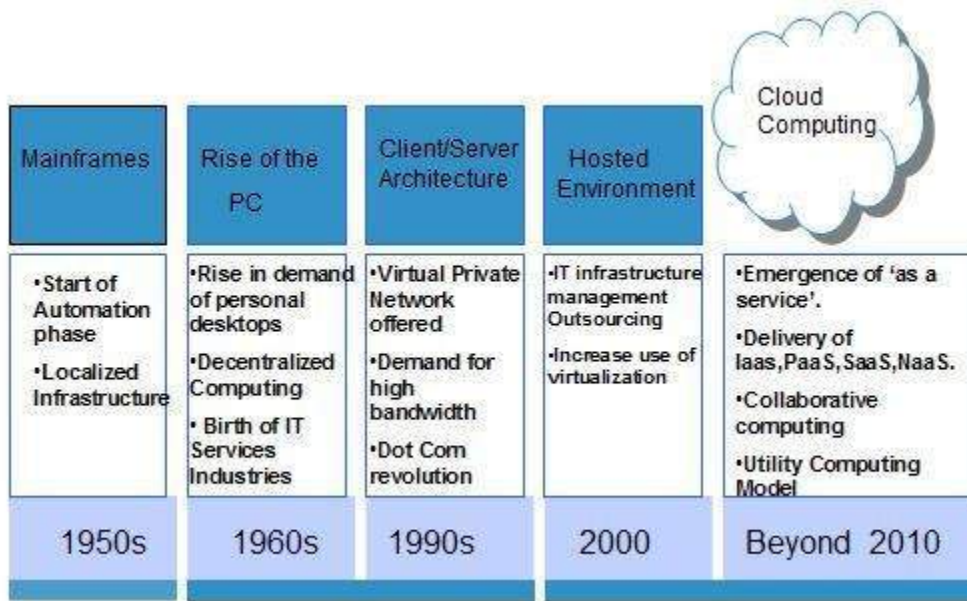 Mainframes
•Start of
Automation
phase
•Localized
Infrastructure
1950s
Rise of the
PC
•Rise in demand
of personal
desktops
•Decentralized
Computing
• Birth of IT
Services
Industries
1960s
Client/Server
Architecture
•Virtual Private
Network
offered
•Demand for
high
bandwidth
•Dot Com
revolution
1990s
Hosted
Environment
•IT infrastructure
management
Outsourcing
•Increase use of
virtualization
2000
Cloud
Computing
•Emergence of ‘as a
service’.
•Delivery of
Iaas,PaaS,SaaS,NaaS.
•Collaborative
computing
•Utility Computing
Model
Beyond 2010